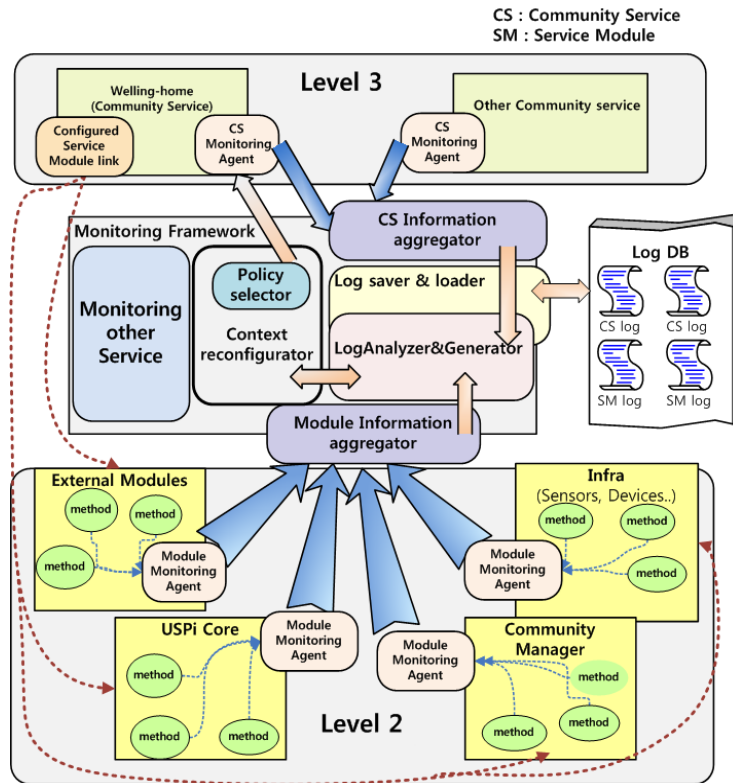 CS : Community Service
SM : Service Module
Level 3
Welling-home
(Community Service)
Other Community service
Configured
Service
Module link
CS
Monitoring
Agent
CS
Monitoring
Agent
CS Information
aggregator
Monitoring Framework
Monitoring
other
Service
Policy
selector
Context
reconfigurator
Log saver & loader
LogAnalyzer&Generator
Log DB
CS log
CS log
SM log
SM log
Module Information
aggregator
External Modules
method
method
method
Module
Monitoring
Agent
Infra
(Sensors, Devices..)
method
method
method
Module
Monitoring
Agent
USPi Core
method
method
method
Module
Monitoring
Agent
Community
Manager
method
method
method
Module
Monitoring
Agent
Level 2